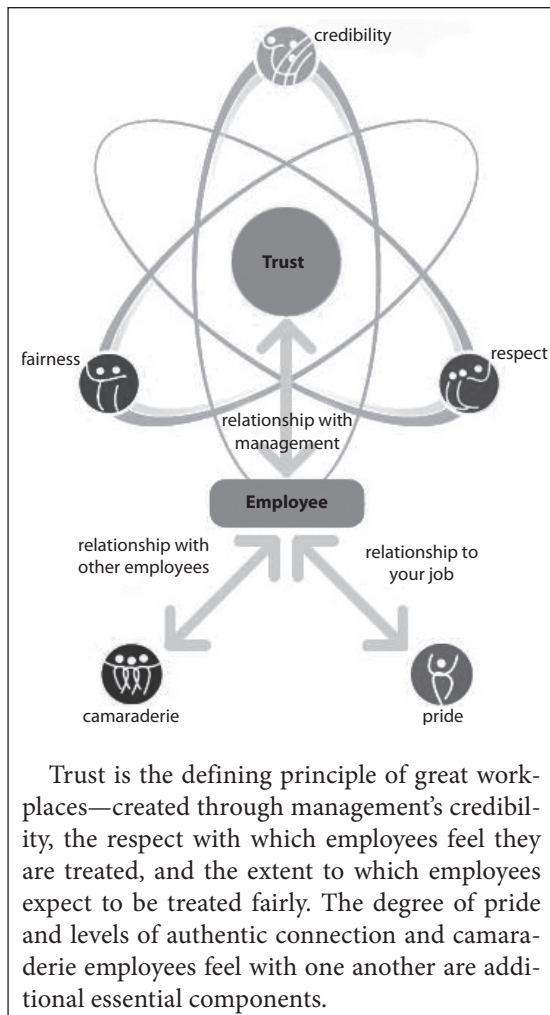 credibility
Trust
fairness
respect
relationship with
management
Employee
relationship with
other employees
relationship to
your job
camaraderie
pride
Trust is the defining principle of great work-
places—created through management’s credibil-
ity, the respect with which employees feel they
are treated, and the extent to which employees
expect to be treated fairly. The degree of pride
and levels of authentic connection and camara-
derie employees feel with one another are addi-
tional essential components.